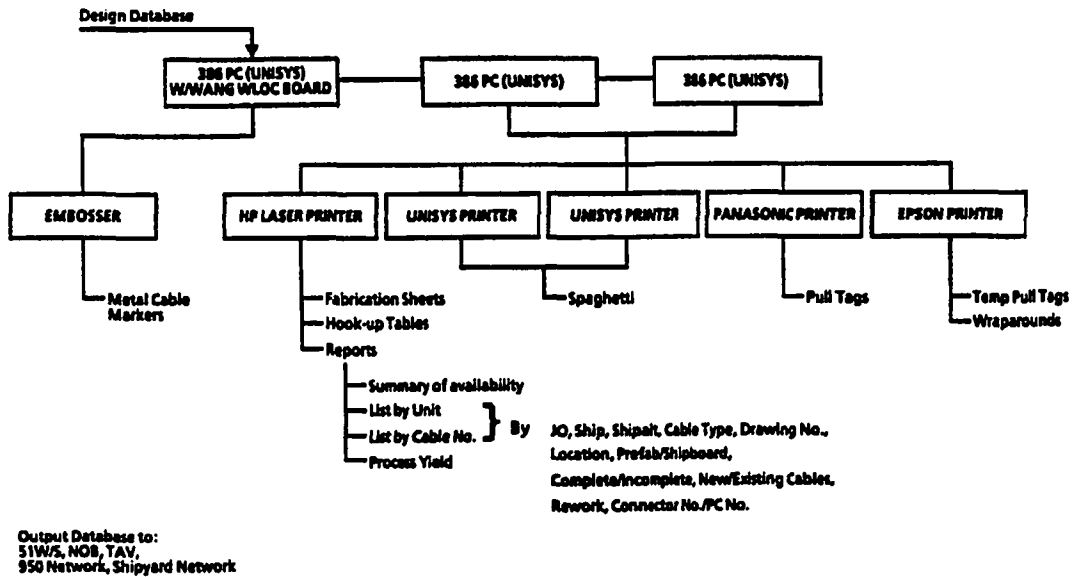 Design Database
386 PC (UNISYS)
W/WANG WLOC BOARD
386 PC (UNISYS)
386 PC (UNISYS)
EMBOSSER
HP LASER PRINTER
UNISYS PRINTER
UNISYS PRINTER
PANASONIC PRINTER
EPSON PRINTER
Metal Cable
Markers
Fabrication Sheets
Hook-up Tables
Reports
Spaghetti
Pull Tags
Temp Pull Tags
Wraparounds
Summary of availability
List by Unit
List by Cable No.
Process Yield
} By
JO, Ship, Shipalt, Cable Type, Drawing No.,
Location, Prefab/Shipboard,
Complete/Incomplete, New/Existing Cables,
Rework, Connector No./PC No.
Output Database to:
51W/S, NOB, TAV,
950 Network, Shipyard Network